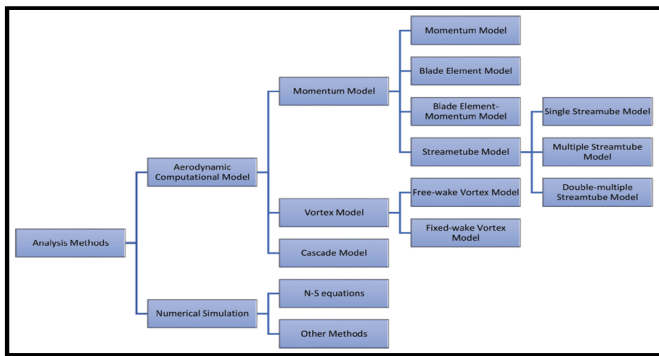 Analysis Methods
Aerodynamic
Computational Model
Numerical Simulation
Momentum Model
Vortex Model
Cascade Model
N-S equations
Other Methods
Momentum Model
Blade Element Model
Blade Element-
Momentum Model
Streametube Model
Free-wake Vortex Model
Fixed-wake Vortex
Model
Single Streamube Model
Multiple Streamtube
Model
Double-multiple
Streamtube Model